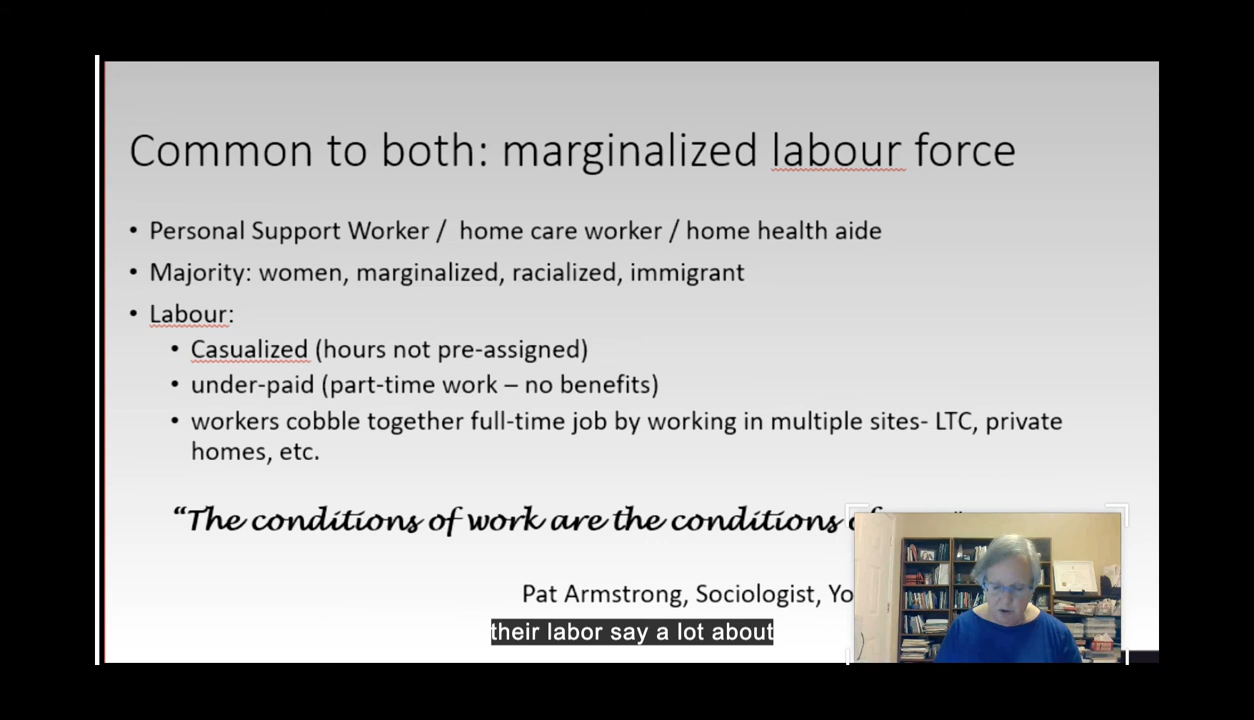 Common to both: marginalized labour force
• Personal Support Worker / home care worker / home health aide
• Majority: women, marginalized, racialized, immigrant
• Labour:
• Casualized (hours not pre-assigned)
• under-paid (part-time work – no benefits)
• workers cobble together full-time job by working in multiple sites- LTC, private
homes, etc.
“The conditions of work are the conditions
Pat Armstrong, Sociologist,
their labor say a lot about